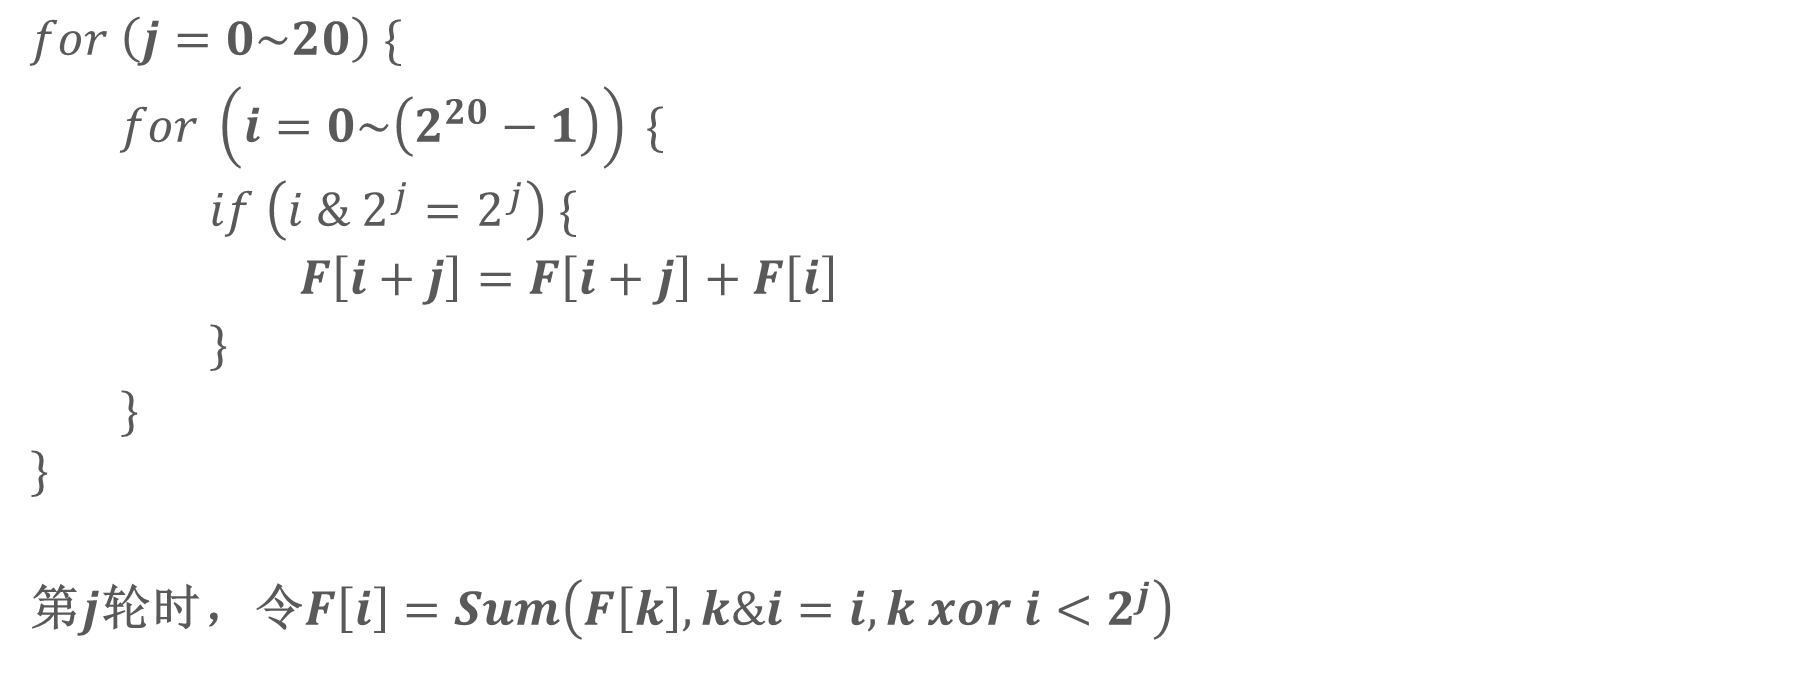 for (j = 0~20) {
for (i = 0~(2^20 − 1)) {
if (i & 2^j = 2^j) {
F[i + j] = F[i + j] + F[i]
}
}
}
第j轮时，令F[i] = Sum(F[k], k&i = i, k xor i < 2^j)